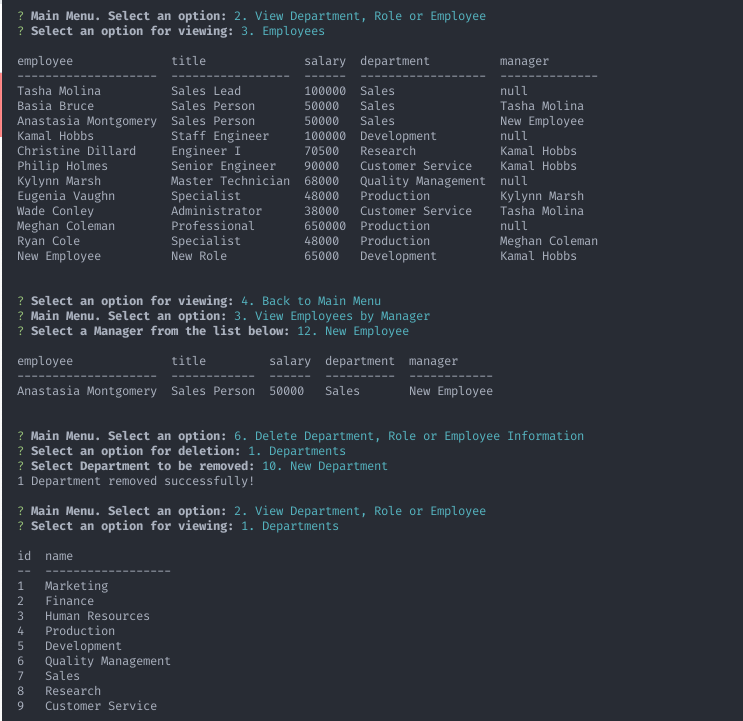 ? Main Menu. Select an option: 2. View Department, Role or Employee
? Select an option for viewing: 3. Employees
employee              title              salary  department          manager
--------------------  -----------------  ------  ------------------  --------------
Tasha Molina          Sales Lead         100000  Sales               null
Basia Bruce           Sales Person       50000   Sales               Tasha Molina
Anastasia Montgomery  Sales Person       50000   Sales               New Employee
Kamal Hobbs           Staff Engineer     100000  Development         null
Christine Dillard     Engineer I         70500   Research            Kamal Hobbs
Philip Holmes         Senior Engineer    90000   Customer Service    Kamal Hobbs
Kylynn Marsh          Master Technician  68000   Quality Management  null
Eugenia Vaughn        Specialist         48000   Production          Kylynn Marsh
Wade Conley           Administrator      38000   Customer Service    Tasha Molina
Meghan Coleman        Professional       650000  Production          null
Ryan Cole             Specialist         48000   Production          Meghan Coleman
New Employee          New Role           65000   Development         Kamal Hobbs
? Select an option for viewing: 4. Back to Main Menu
? Main Menu. Select an option: 3. View Employees by Manager
? Select a Manager from the list below: 12. New Employee
employee              title         salary  department  manager
--------------------  ------------  ------  ----------  ------------
Anastasia Montgomery  Sales Person  50000   Sales       New Employee
? Main Menu. Select an option: 6. Delete Department, Role or Employee Information
? Select an option for deletion: 1. Departments
? Select Department to be removed: 10. New Department
1 Department removed successfully!
? Main Menu. Select an option: 2. View Department, Role or Employee
? Select an option for viewing: 1. Departments
id  name
--  ------------------
1   Marketing
2   Finance
3   Human Resources
4   Production
5   Development
6   Quality Management
7   Sales
8   Research
9   Customer Service